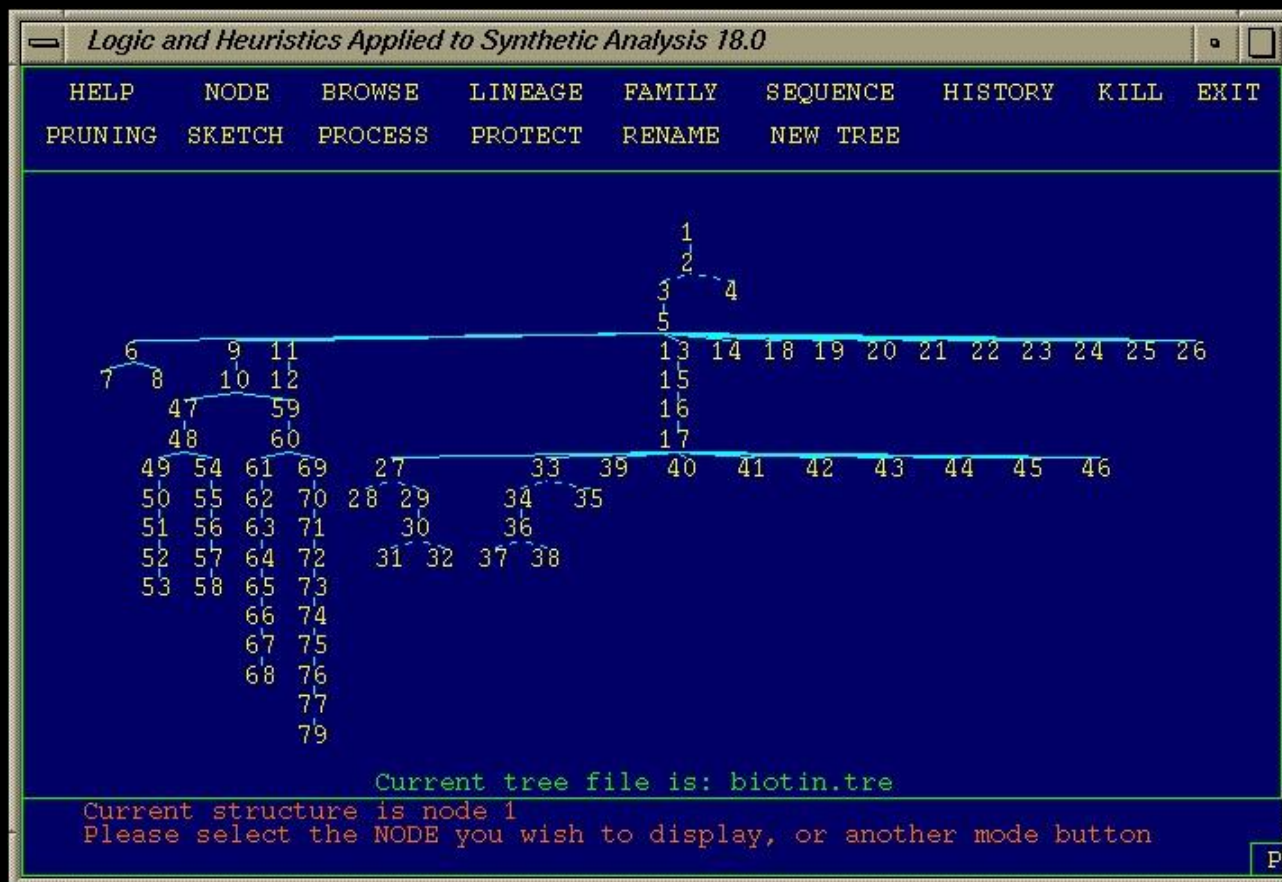 Logic and Heuristics Applied to Synthetic Analysis 18.0
HELP NODE BROWSE LINEAGE FAMILY SEQUENCE HISTORY KILL EXIT
PRUNING SKETCH PROCESS PROTECT RENAME NEW TREE
1
2
3 4
5
6 9 11 13 14 18 19 20 21 22 23 24 25 26
7 8 10 12 15
47 59 16
48 60 17
49 54 61 69 27 33 39 40 41 42 43 44 45 46
50 55 62 70 28 29 34 35
51 56 63 71 30 36
52 57 64 72 31 32 37 38
53 58 65 73
66 74
67 75
68 76
77
79
Current tree file is: biotin.tre
Current structure is node 1
Please select the NODE you wish to display, or another mode button
P